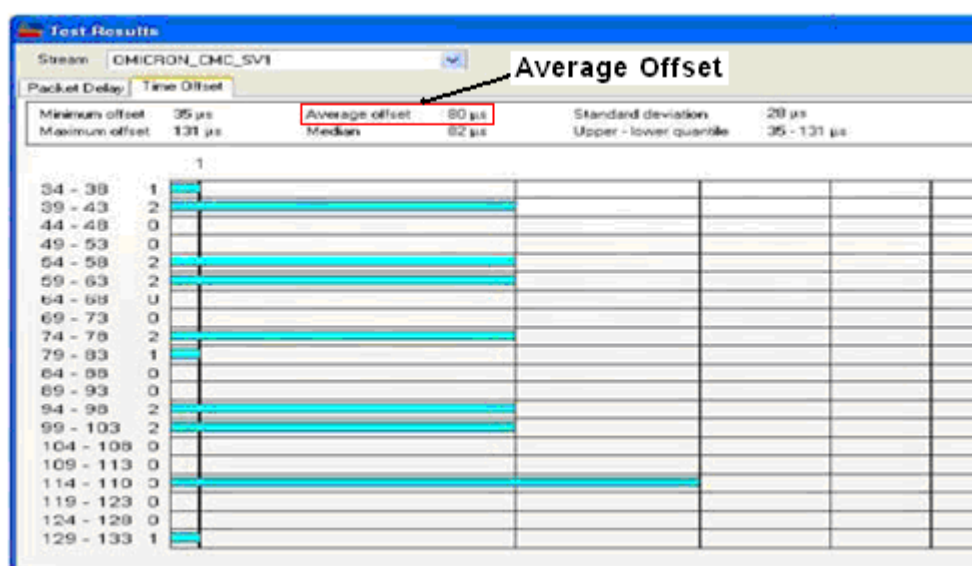 Test Results
Stream OMICRON_CMC_SV1
Average Offset
Packet Delay Time Offset
Minimum offset 35 µs Average offset 80 µs Standard deviation 28 µs
Maximum offset 131 µs Median 82 µs Upper - lower quantile 35 - 131 µs
1
34 - 38 1
39 - 43 2
44 - 48 0
49 - 53 0
54 - 58 2
59 - 63 2
64 - 68 0
69 - 73 0
74 - 78 2
79 - 83 1
84 - 88 0
89 - 93 0
94 - 98 2
99 - 103 2
104 - 108 0
109 - 113 0
114 - 118 3
119 - 123 0
124 - 128 0
129 - 133 1